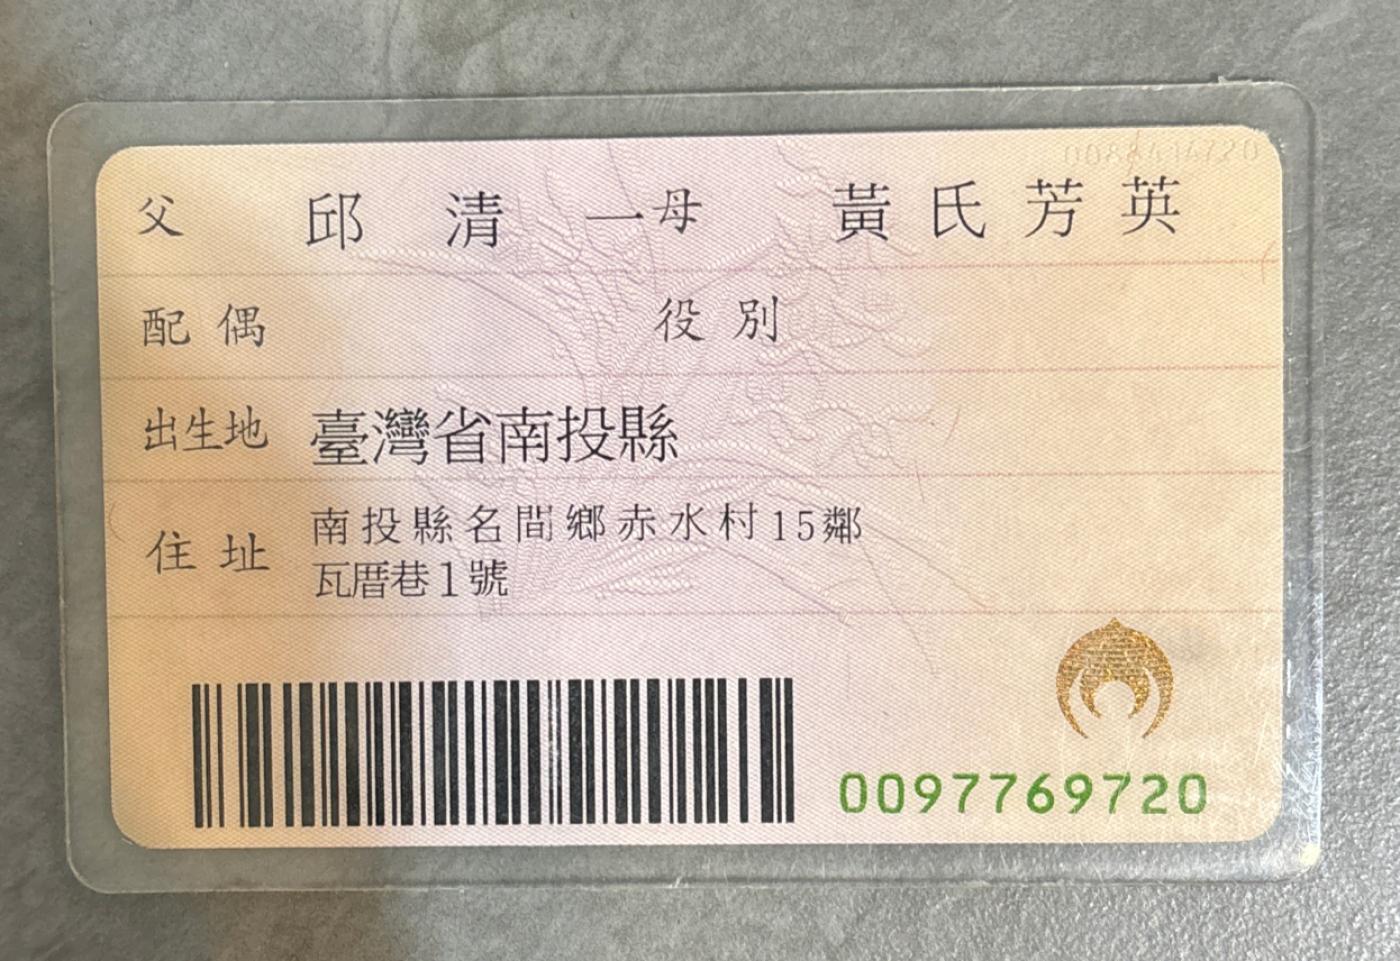 父 邱清一 母 黃氏芳英
配偶 役別
出生地 臺灣省南投縣
住址 南投縣名間鄉赤水村15鄰
瓦厝巷1號
0097769720